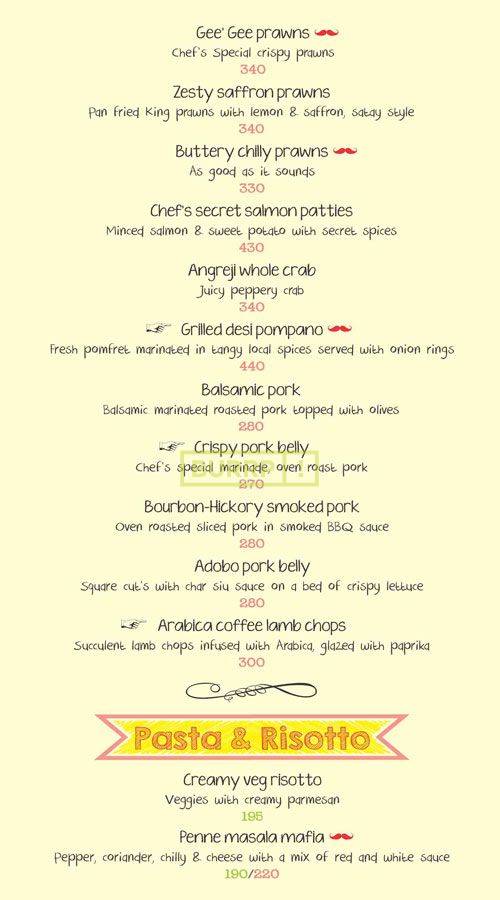 Gee' Gee prawns
Chef's Special crispy prawns
340
Zesty saffron prawns
Pan fried King prawns with lemon & saffron, satay style
340
Buttery chilly prawns
As good as it sounds
330
Chef's secret salmon patties
Minced salmon & sweet potato with secret spices
430
Angreji whole crab
Juicy peppery crab
340
Grilled desi pompano
Fresh pomfret marinated in tangy local spices served with onion rings
440
Balsamic pork
Balsamic marinated roasted pork topped with olives
280
Crispy pork belly
Chef's special marinade, oven roast pork
BURRP!
270
Bourbon-Hickory smoked pork
Oven roasted sliced pork in smoked BBQ sauce
280
Adobo pork belly
Square cut's with char siu sauce on a bed of crispy lettuce
280
Arabica coffee lamb chops
Succulent lamb chops infused with Arabica, glazed with paprika
300
Pasta & Risotto
Creamy veg risotto
Veggies with creamy parmesan
195
Penne masala mafia
Pepper, coriander, chilly & cheese with a mix of red and white sauce
190/220